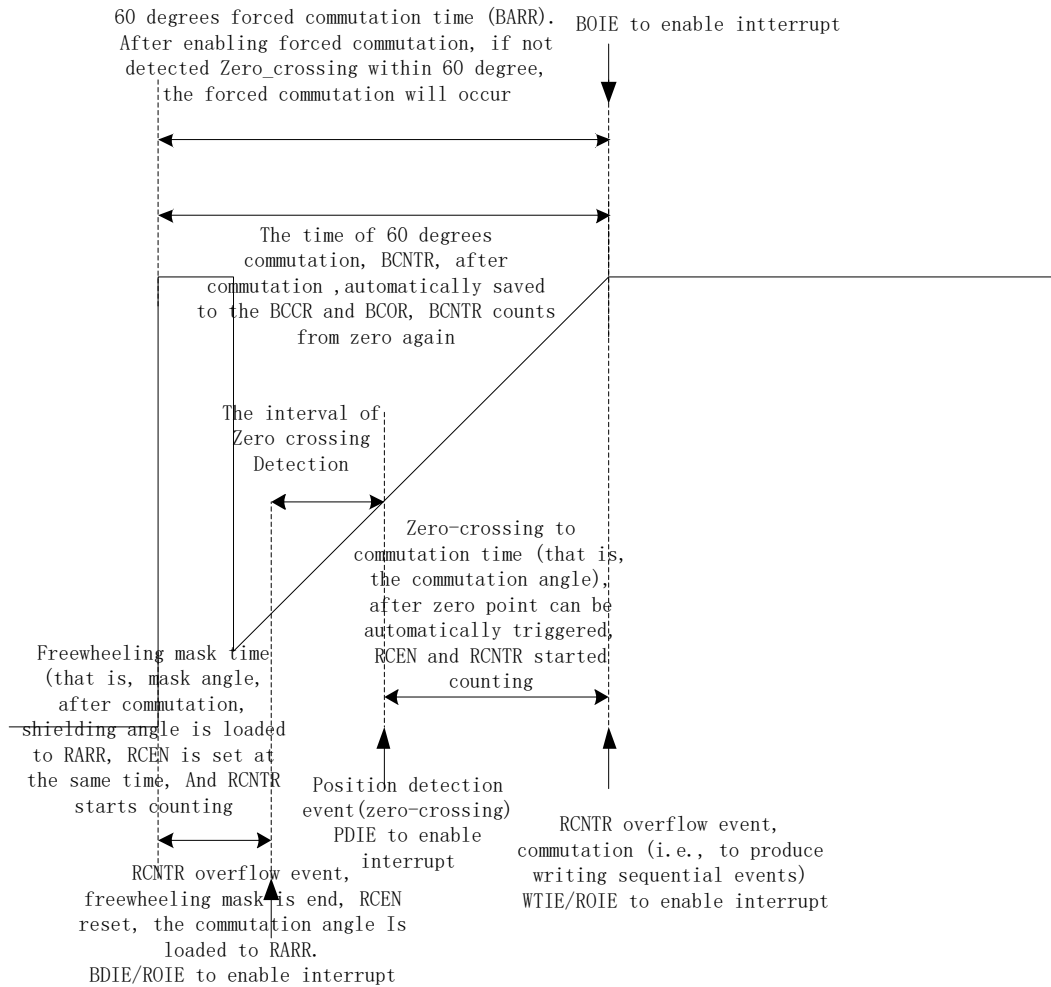 60 degrees forced commutation time (BARR).
After enabling forced commutation, if not
detected Zero_crossing within 60 degree,
the forced commutation will occur
BOIE to enable intterrupt
The time of 60 degrees
commutation, BCNTR, after
commutation ,automatically saved
to the BCCR and BCOR, BCNTR counts
from zero again
The interval of
Zero crossing
Detection
Zero-crossing to
commutation time (that is,
the commutation angle),
after zero point can be
automatically triggered,
RCEN and RCNTR started
counting
Freewheeling mask time
(that is, mask angle,
after commutation,
shielding angle is loaded
to RARR, RCEN is set at
the same time, And RCNTR
starts counting
Position detection
event(zero-crossing)
PDIE to enable
interrupt
RCNTR overflow event,
commutation (i.e., to produce
writing sequential events)
WTIE/ROIE to enable interrupt
RCNTR overflow event,
freewheeling mask is end, RCEN
reset, the commutation angle Is
loaded to RARR.
BDIE/ROIE to enable interrupt